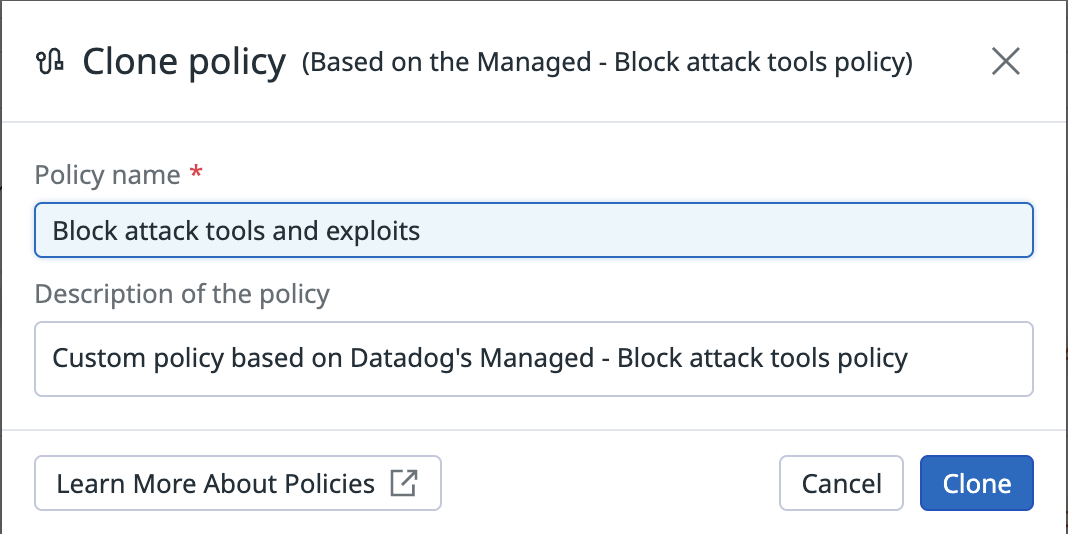 Clone policy (Based on the Managed - Block attack tools policy)
Policy name *
Block attack tools and exploits
Description of the policy
Custom policy based on Datadog's Managed - Block attack tools policy
Learn More About Policies
Cancel
Clone